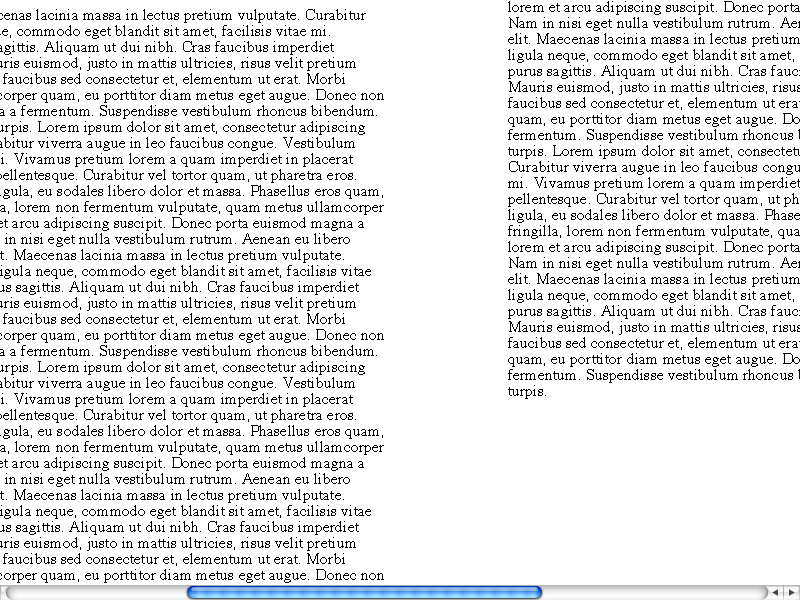 cenas lacinia massa in lectus pretium vulputate. Curabitur
e, commodo eget blandit sit amet, facilisis vitae mi.
agittis. Aliquam ut dui nibh. Cras faucibus imperdiet
uris euismod, justo in mattis ultricies, risus velit pretium
faucibus sed consectetur et, elementum ut erat. Morbi
corper quam, eu porttitor diam metus eget augue. Donec non
a a fermentum. Suspendisse vestibulum rhoncus bibendum.
urpis. Lorem ipsum dolor sit amet, consectetur adipiscing
abitur viverra augue in leo faucibus congue. Vestibulum
i. Vivamus pretium lorem a quam imperdiet in placerat
pellentesque. Curabitur vel tortor quam, ut pharetra eros.
gula, eu sodales libero dolor et massa. Phasellus eros quam,
a, lorem non fermentum vulputate, quam metus ullamcorper
et arcu adipiscing suscipit. Donec porta euismod magna a
in nisi eget nulla vestibulum rutrum. Aenean eu libero
t. Maecenas lacinia massa in lectus pretium vulputate.
igula neque, commodo eget blandit sit amet, facilisis vitae
us sagittis. Aliquam ut dui nibh. Cras faucibus imperdiet
uris euismod, justo in mattis ultricies, risus velit pretium
faucibus sed consectetur et, elementum ut erat. Morbi
corper quam, eu porttitor diam metus eget augue. Donec non
a a fermentum. Suspendisse vestibulum rhoncus bibendum.
urpis. Lorem ipsum dolor sit amet, consectetur adipiscing
abitur viverra augue in leo faucibus congue. Vestibulum
i. Vivamus pretium lorem a quam imperdiet in placerat
pellentesque. Curabitur vel tortor quam, ut pharetra eros.
gula, eu sodales libero dolor et massa. Phasellus eros quam,
a, lorem non fermentum vulputate, quam metus ullamcorper
et arcu adipiscing suscipit. Donec porta euismod magna a
in nisi eget nulla vestibulum rutrum. Aenean eu libero
t. Maecenas lacinia massa in lectus pretium vulputate.
igula neque, commodo eget blandit sit amet, facilisis vitae
us sagittis. Aliquam ut dui nibh. Cras faucibus imperdiet
uris euismod, justo in mattis ultricies, risus velit pretium
faucibus sed consectetur et, elementum ut erat. Morbi
corper quam, eu porttitor diam metus eget augue. Donec non
lorem et arcu adipiscing suscipit. Donec porta
Nam in nisi eget nulla vestibulum rutrum. Aen
elit. Maecenas lacinia massa in lectus pretium
ligula neque, commodo eget blandit sit amet,
purus sagittis. Aliquam ut dui nibh. Cras fauc
Mauris euismod, justo in mattis ultricies, risus
faucibus sed consectetur et, elementum ut era
quam, eu porttitor diam metus eget augue. Do
fermentum. Suspendisse vestibulum rhoncus b
turpis. Lorem ipsum dolor sit amet, consectetu
Curabitur viverra augue in leo faucibus congu
mi. Vivamus pretium lorem a quam imperdiet
pellentesque. Curabitur vel tortor quam, ut ph
ligula, eu sodales libero dolor et massa. Phase
fringilla, lorem non fermentum vulputate, qua
lorem et arcu adipiscing suscipit. Donec porta
Nam in nisi eget nulla vestibulum rutrum. Aen
elit. Maecenas lacinia massa in lectus pretium
ligula neque, commodo eget blandit sit amet,
purus sagittis. Aliquam ut dui nibh. Cras fauc
Mauris euismod, justo in mattis ultricies, risus
faucibus sed consectetur et, elementum ut era
quam, eu porttitor diam metus eget augue. Do
fermentum. Suspendisse vestibulum rhoncus b
turpis.